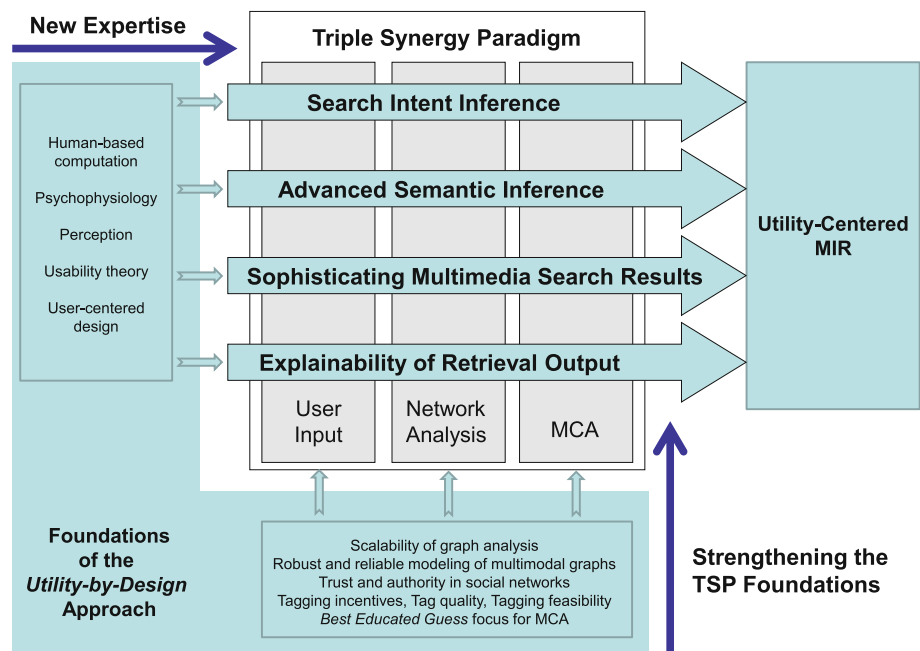 New Expertise
Triple Synergy Paradigm
Search Intent Inference
Advanced Semantic Inference
Sophisticating Multimedia Search Results
Explainability of Retrieval Output
Human-based
computation
Psychophysiology
Perception
Usability theory
User-centered
design
Utility-Centered
MIR
User
Input
Network
Analysis
MCA
Foundations
of the
Utility-by-Design
Approach
Scalability of graph analysis
Robust and reliable modeling of multimodal graphs
Trust and authority in social networks
Tagging incentives, Tag quality, Tagging feasibility
Best Educated Guess focus for MCA
Strengthening the
TSP Foundations